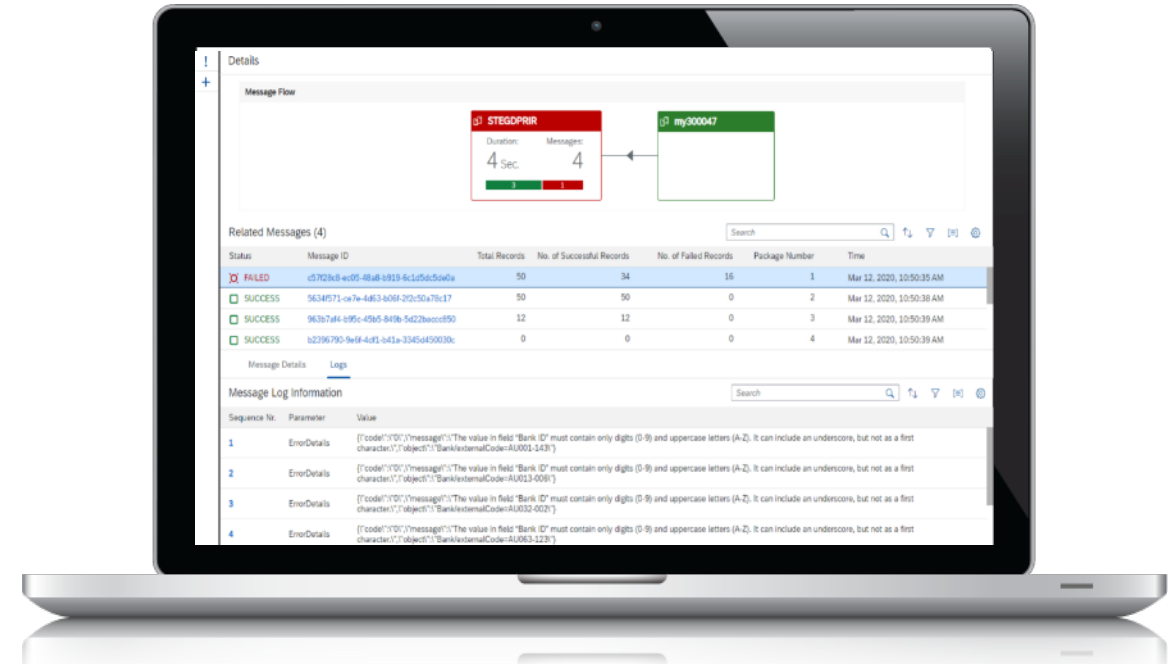 Details
Message Flow
STEGDPRIR
my300047
Duration: Messages:
4 Sec. 4
3 1
Related Messages (4)
Search
Status Message ID Total Records No. of Successful Records No. of Failed Records Package Number Time
FAILED c57f28c8-ec05-48a8-b919-6c1d5dc5de0a 50 34 16 1 Mar 12, 2020, 10:50:35 AM
SUCCESS 5634f571-ce7e-4d63-b06f-2f2c50a78c17 50 50 0 2 Mar 12, 2020, 10:50:38 AM
SUCCESS 963b7af4-b95c-45b5-849b-5d22baccc850 12 12 0 3 Mar 12, 2020, 10:50:39 AM
SUCCESS b2396790-9e6f-4df1-b41a-3345d450030c 0 0 0 4 Mar 12, 2020, 10:50:39 AM
Message Details Logs
Message Log Information
Search
Sequence Nr. Parameter Value
1 ErrorDetails {\"code\":\"0\",\"message\":\"The value in field "Bank ID" must contain only digits (0-9) and uppercase letters (A-Z). It can include an underscore, but not as a first
character.\",\"object\":\"Bank/externalCode=AU001-143\"}
2 ErrorDetails {\"code\":\"0\",\"message\":\"The value in field "Bank ID" must contain only digits (0-9) and uppercase letters (A-Z). It can include an underscore, but not as a first
character.\",\"object\":\"Bank/externalCode=AU013-008\"}
3 ErrorDetails {\"code\":\"0\",\"message\":\"The value in field "Bank ID" must contain only digits (0-9) and uppercase letters (A-Z). It can include an underscore, but not as a first
character.\",\"object\":\"Bank/externalCode=AU032-002\"}
4 ErrorDetails {\"code\":\"0\",\"message\":\"The value in field "Bank ID" must contain only digits (0-9) and uppercase letters (A-Z). It can include an underscore, but not as a first
character.\",\"object\":\"Bank/externalCode=AU063-123\"}